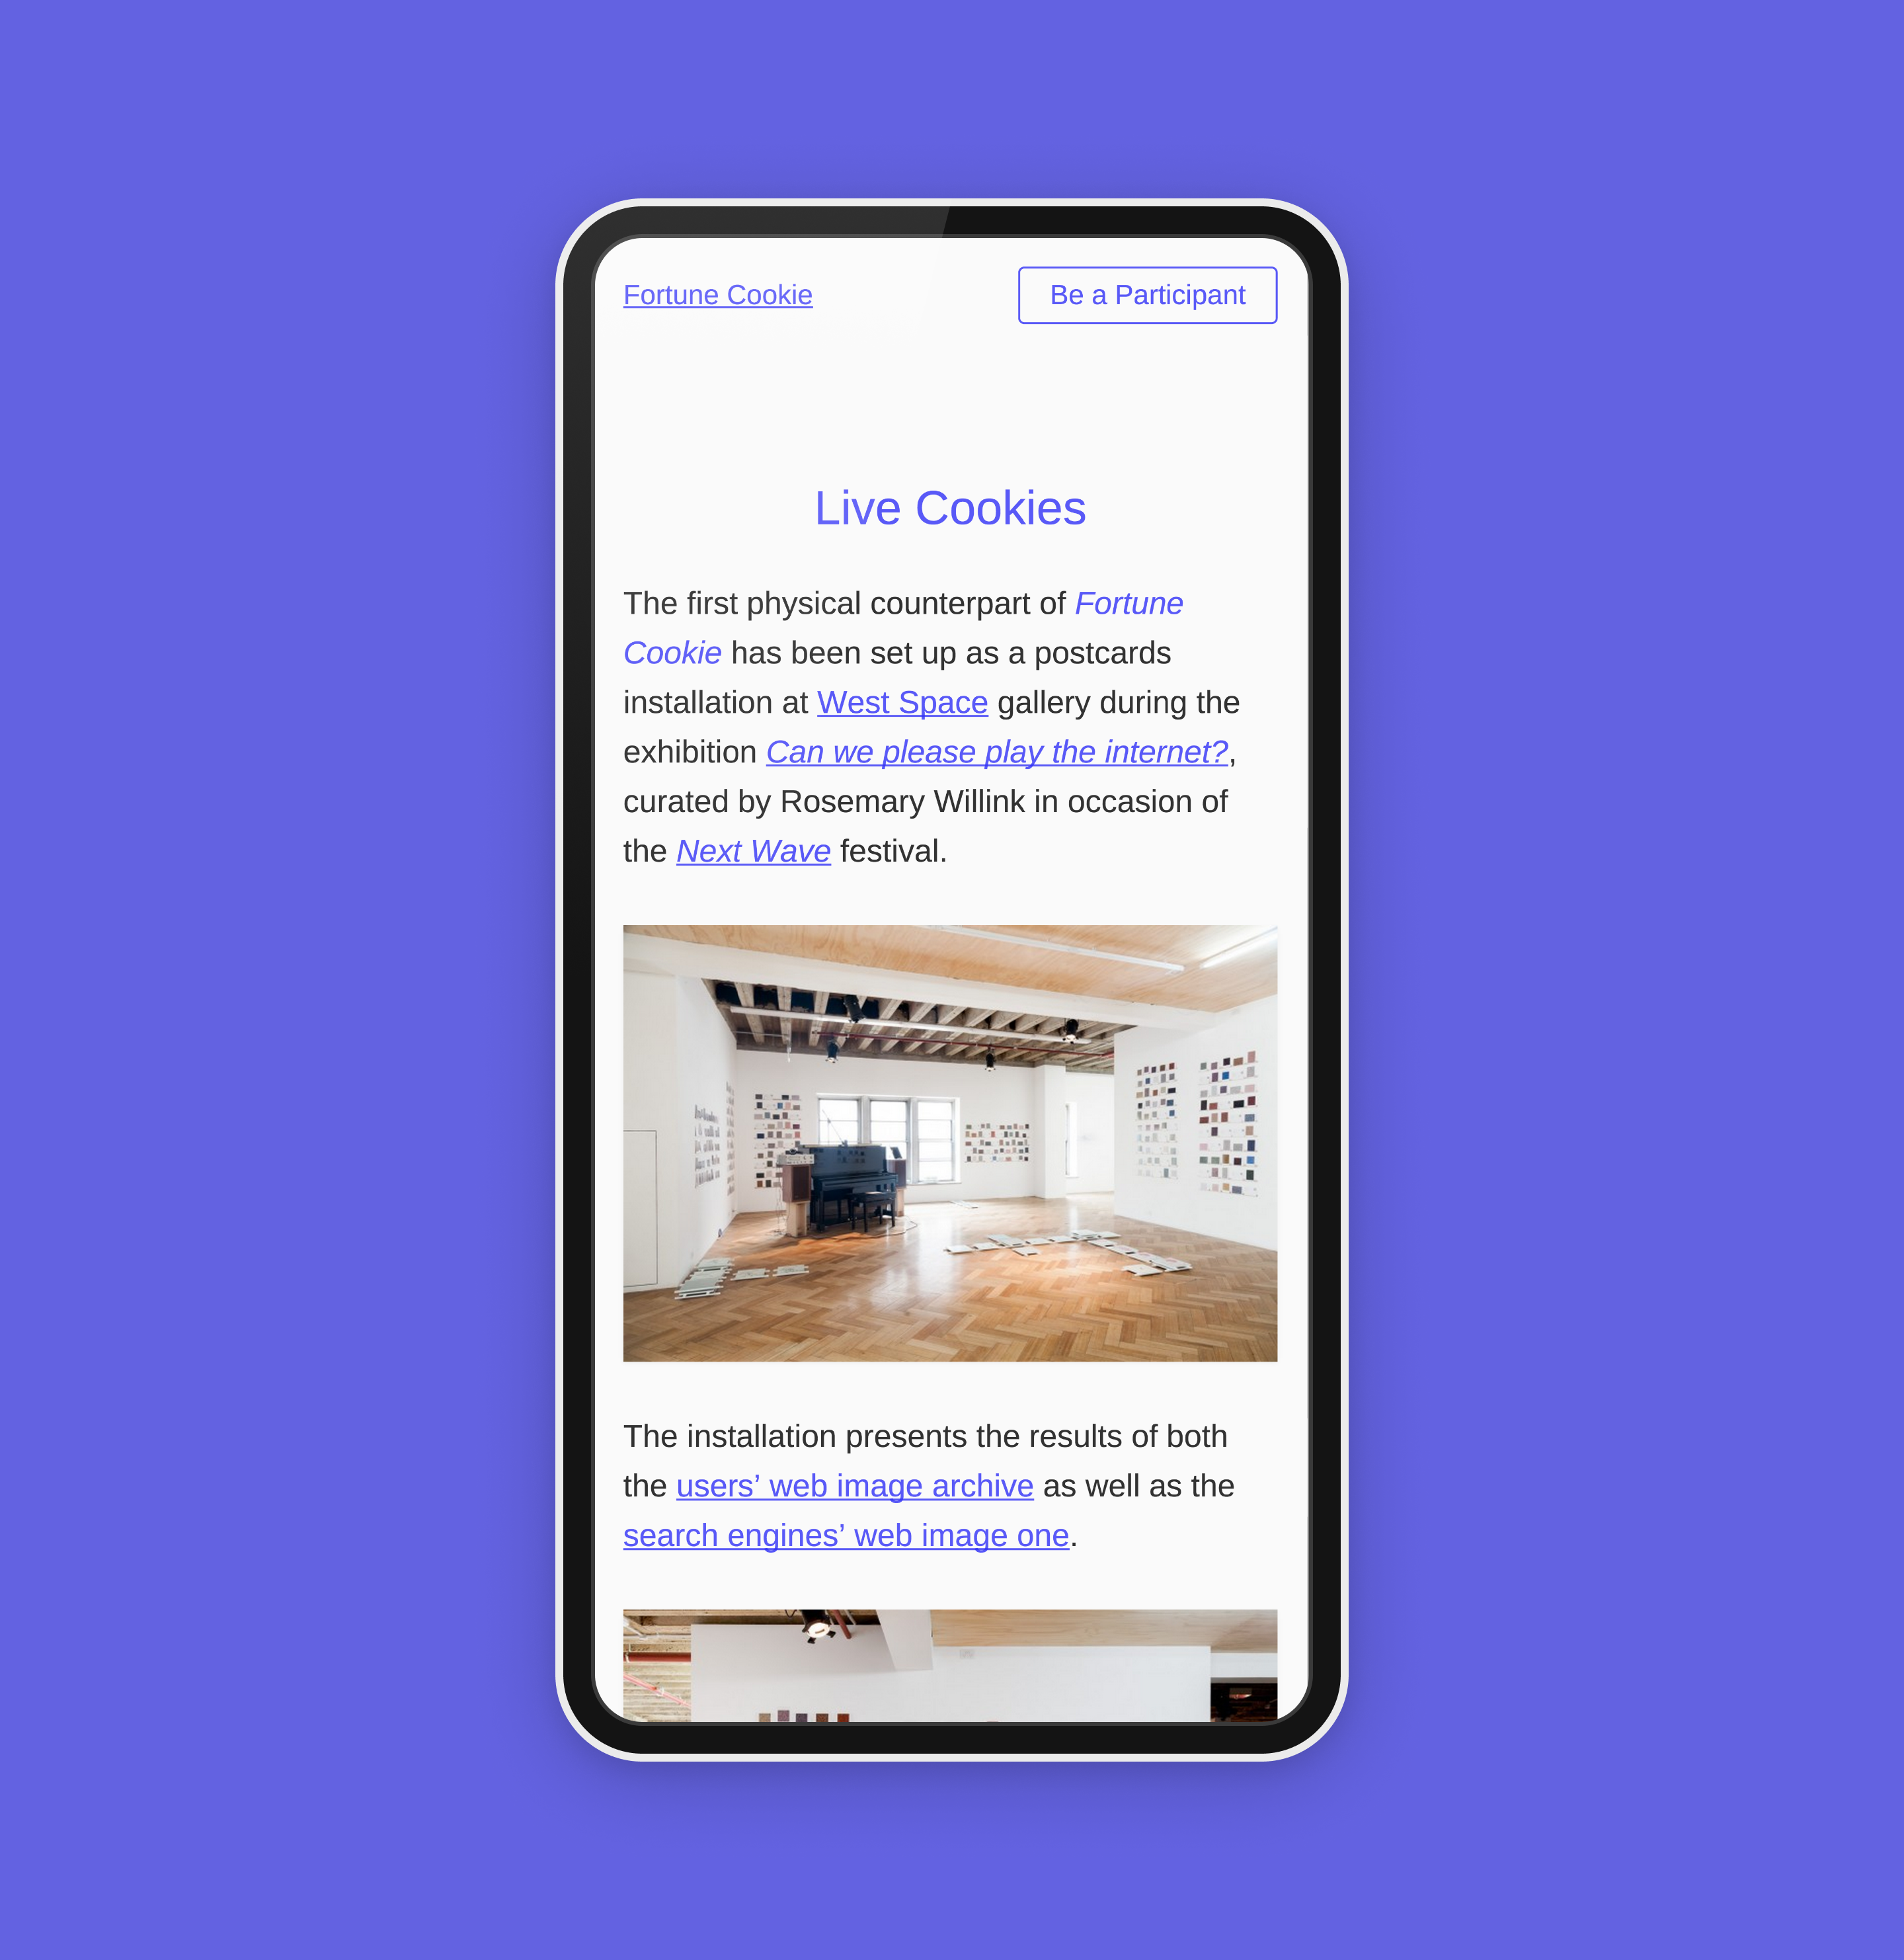 Fortune Cookie
Be a Participant
Live Cookies
The first physical counterpart of Fortune
Cookie has been set up as a postcards
installation at West Space gallery during the
exhibition Can we please play the internet?,
curated by Rosemary Willink in occasion of
the Next Wave festival.
The installation presents the results of both
the users’ web image archive as well as the
search engines’ web image one.